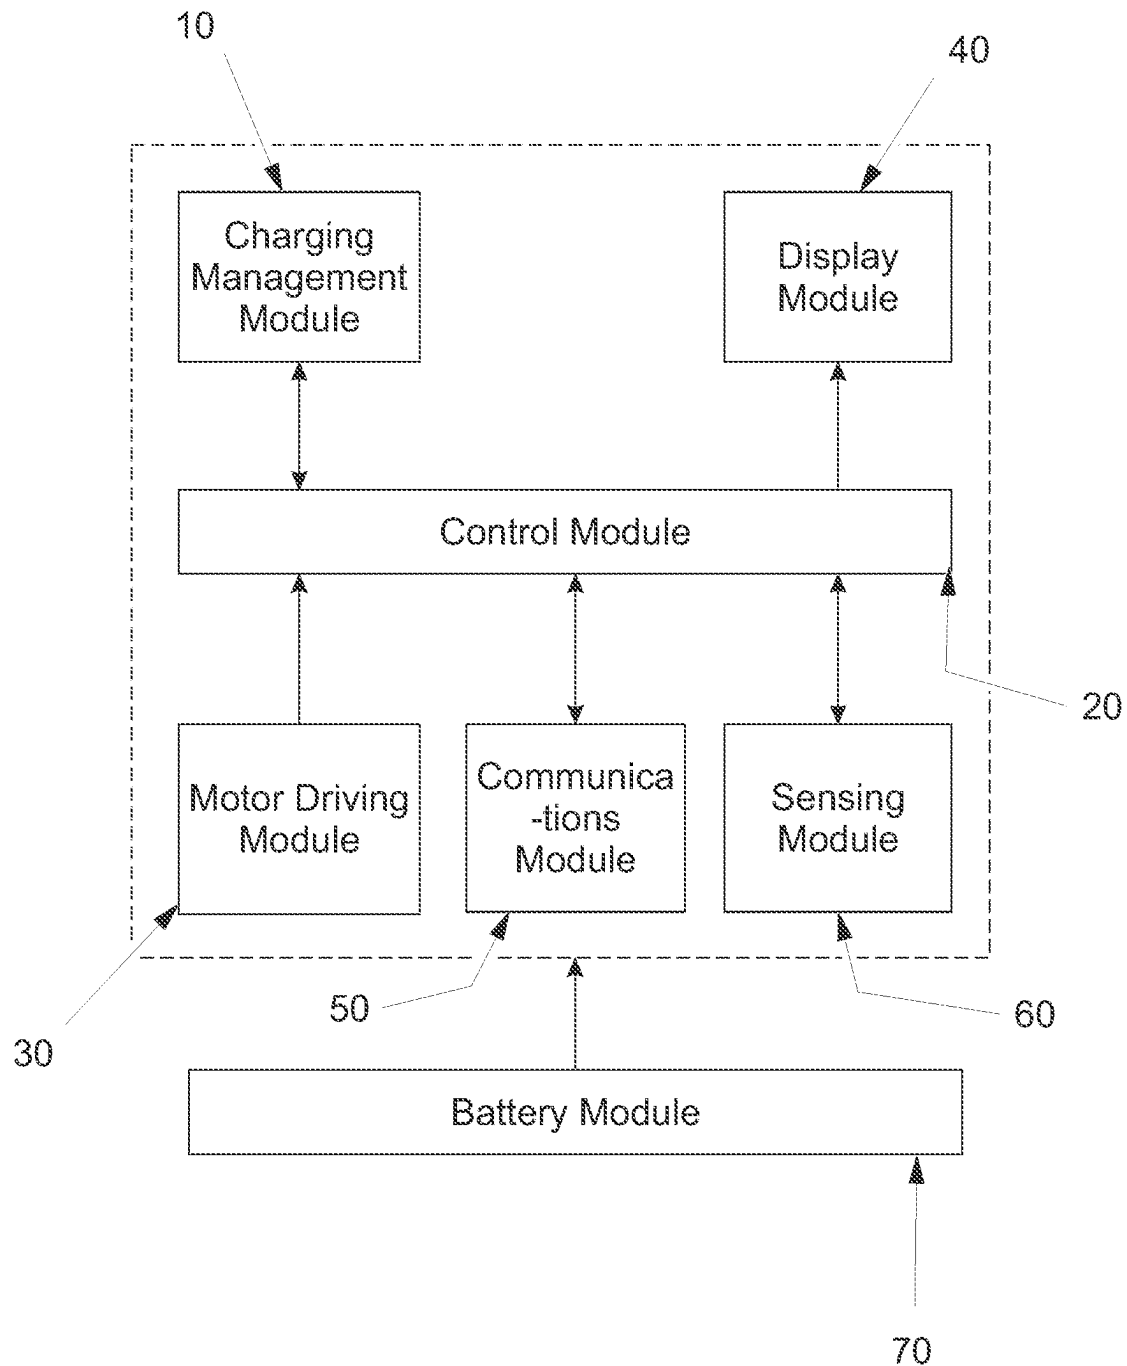 10
40
Charging
Management
Module
Display
Module
Control Module
20
Motor Driving
Module
Communica
-tions
Module
Sensing
Module
30
50
60
Battery Module
70